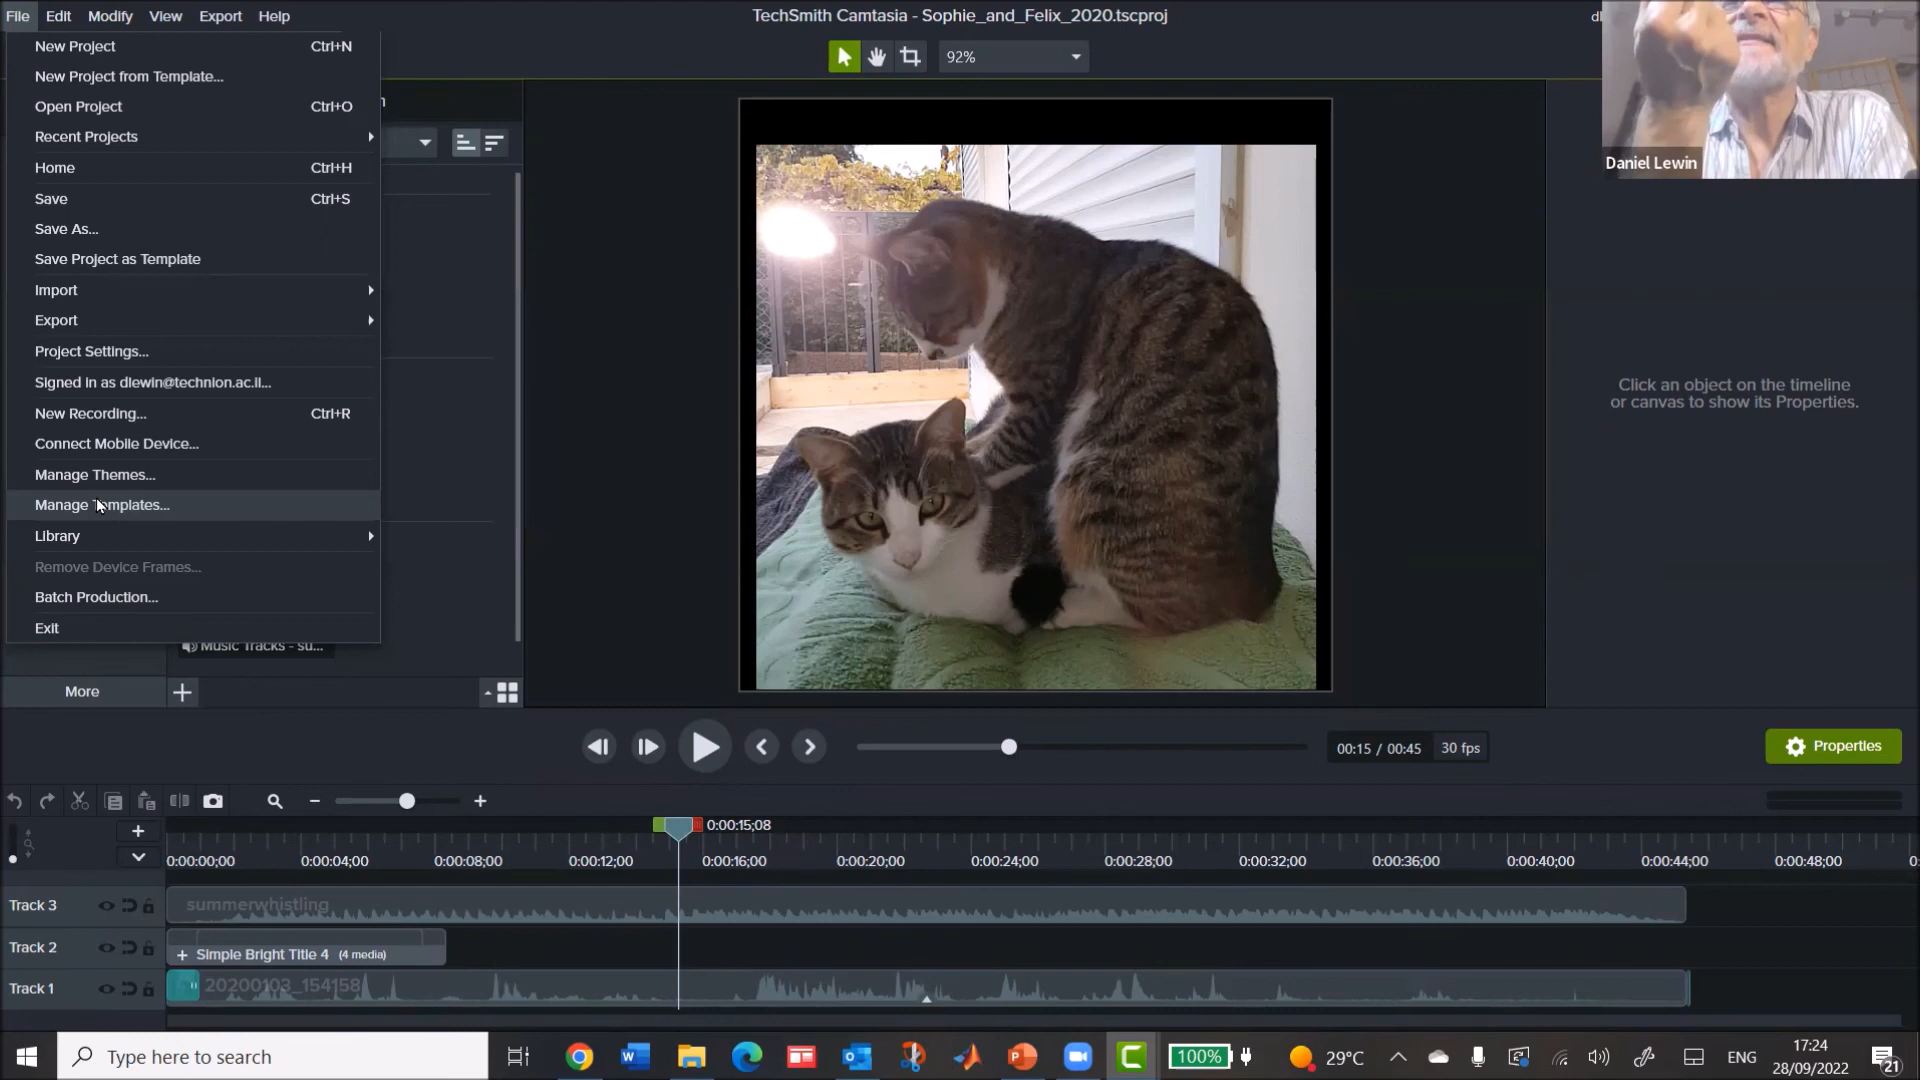 File Edit Modify View Export Help
TechSmith Camtasia - Sophie_and_Felix_2020.tscproj
92%
New Project Ctrl+N
New Project from Template...
Open Project Ctrl+O
Recent Projects
Home Ctrl+H
Save Ctrl+S
Save As...
Save Project as Template
Import
Export
Project Settings...
Signed in as dlewin@technion.ac.il...
New Recording... Ctrl+R
Connect Mobile Device...
Manage Themes...
Manage Templates...
Library
Remove Device Frames...
Batch Production...
Exit
Music Tracks - su...
More
Daniel Lewin
Click an object on the timeline
or canvas to show its Properties.
00:15 / 00:45 30 fps
Properties
0:00:15;08
0:00:00;00 0:00:04;00 0:00:08;00 0:00:12;00 0:00:16;00 0:00:20;00 0:00:24;00 0:00:28;00 0:00:32;00 0:00:36;00 0:00:40;00 0:00:44;00 0:00:48;00
Track 3 summerwhistling
Track 2 Simple Bright Title 4 (4 media)
Track 1 20200103_154158
Type here to search
100% 29°C ENG
17:24
28/09/2022
21